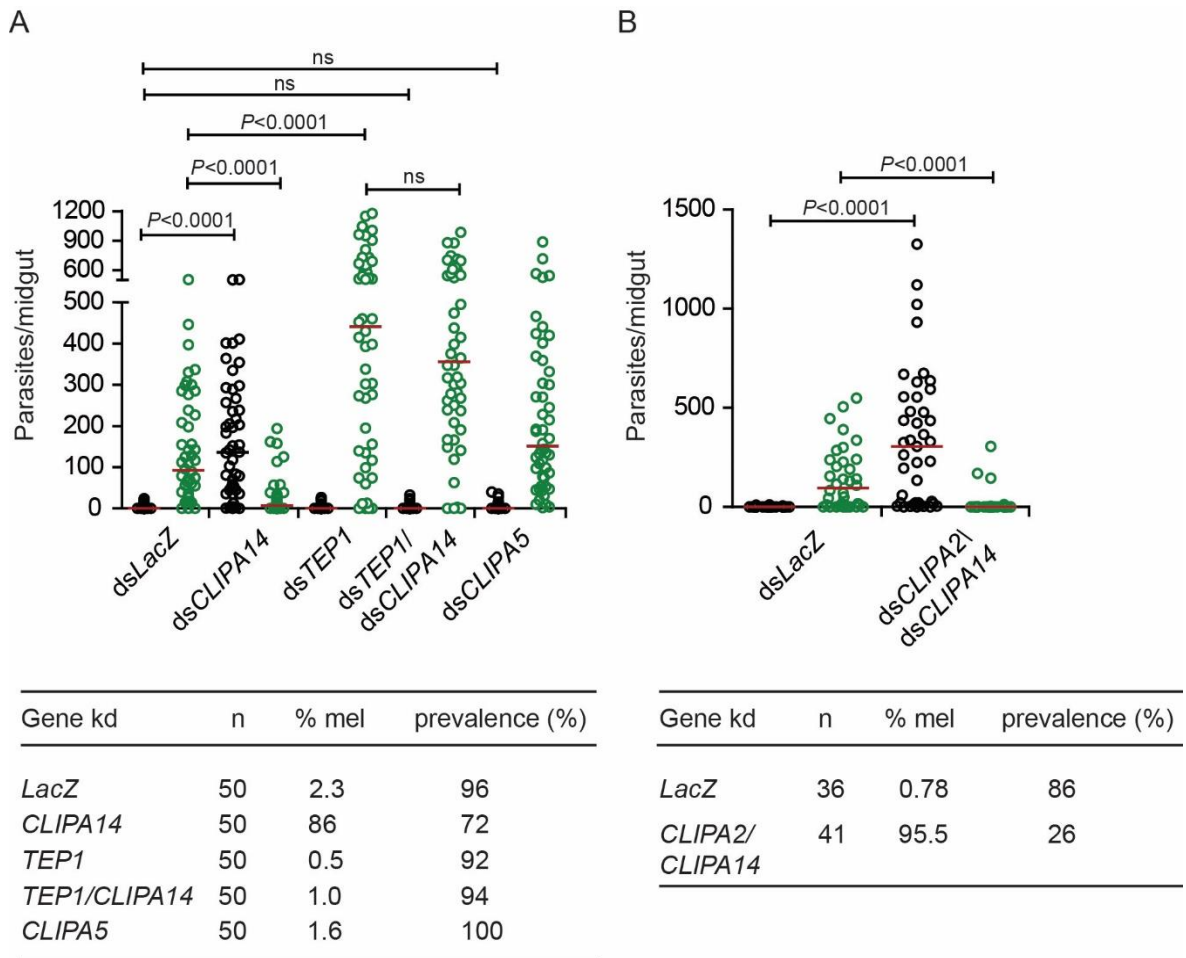 A
ns
ns
P<0.0001
P<0.0001
ns
P<0.0001
Parasites/midgut
1200
900
600
500
400
300
200
100
0
dsLacZ
dsCLIPA14
dsTEP1
dsTEP1/
dsCLIPA14
dsCLIPA5
Gene kd n % mel prevalence (%)
LacZ 50 2.3 96
CLIPA14 50 86 72
TEP1 50 0.5 92
TEP1/CLIPA14 50 1.0 94
CLIPA5 50 1.6 100
B
P<0.0001
P<0.0001
Parasites/midgut
1500
1000
500
0
dsLacZ
dsCLIPA2\
dsCLIPA14
Gene kd n % mel prevalence (%)
LacZ 36 0.78 86
CLIPA2/ 41 95.5 26
CLIPA14